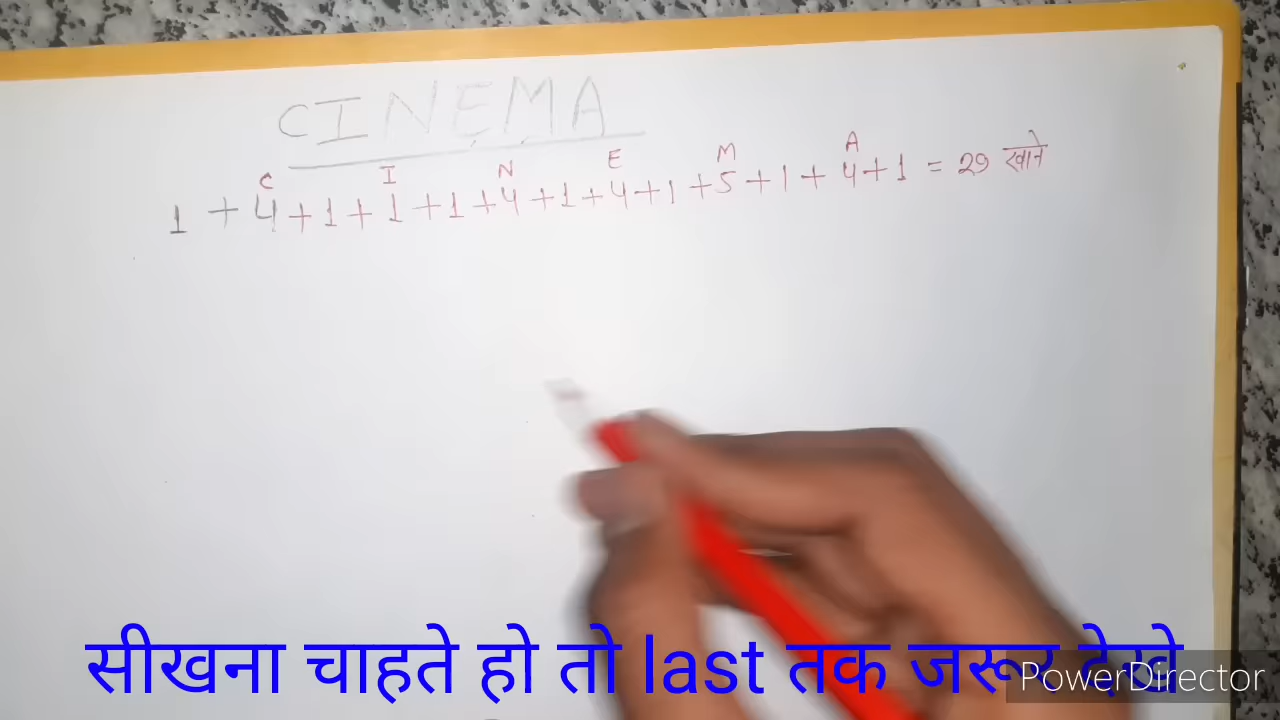 CINEMA
C I N E M A
1 + 4 + 1 + 1 + 1 + 4 + 1 + 4 + 1 + 5 + 1 + 4 + 1 = 29 खाने
सीखना चाहते हो तो last तक जरूर देखे
PowerDirector